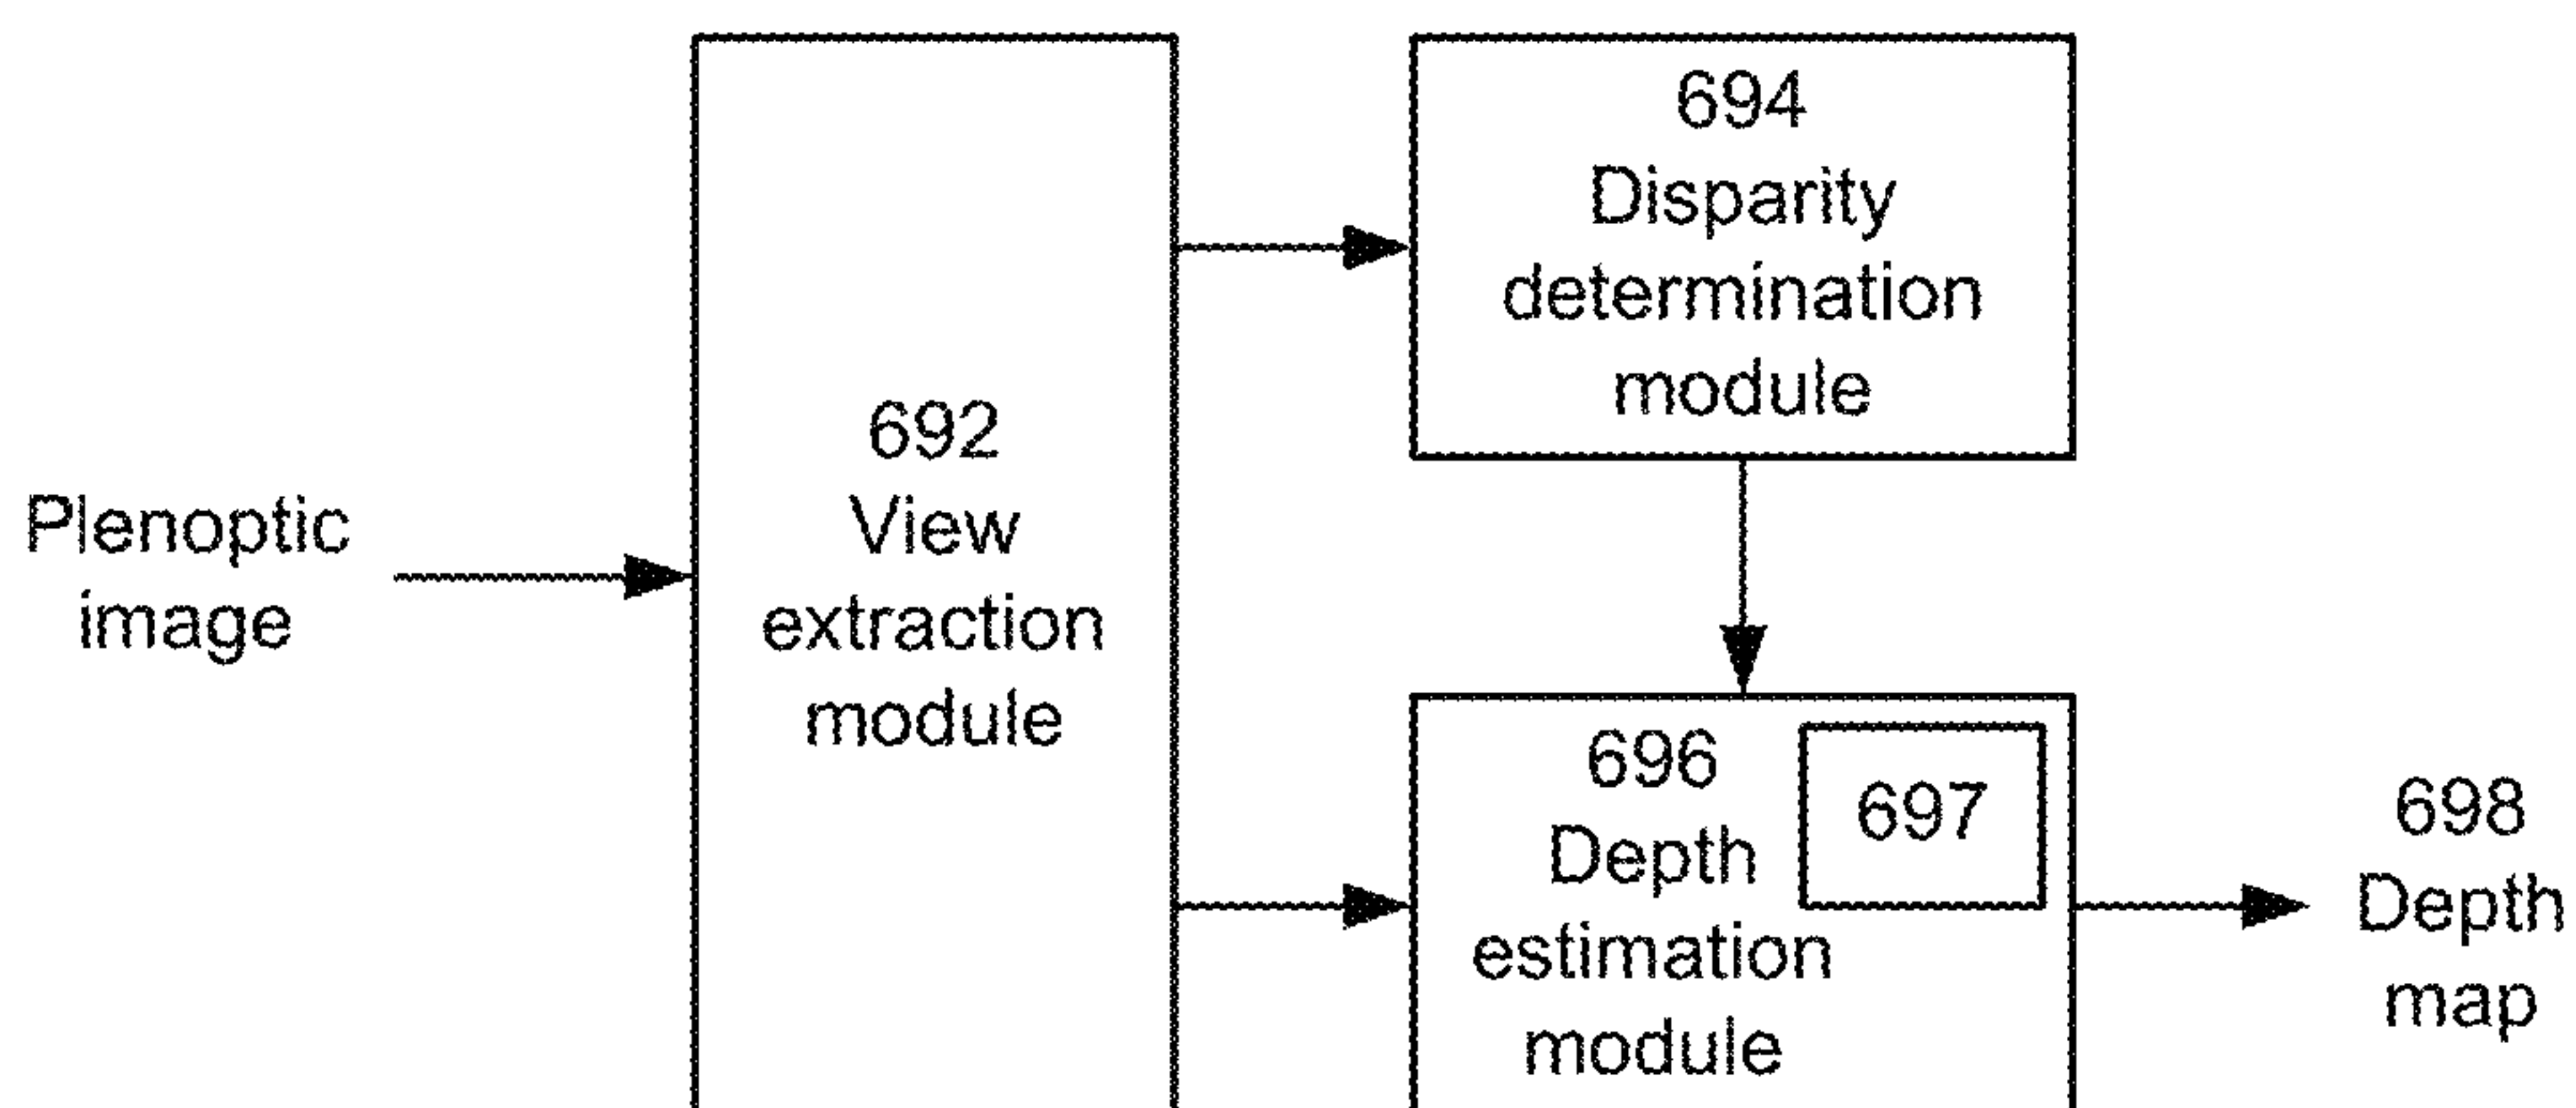 Plenoptic
image
692
View
extraction
module
694
Disparity
determination
module
696
Depth
estimation
module
697
698
Depth
map